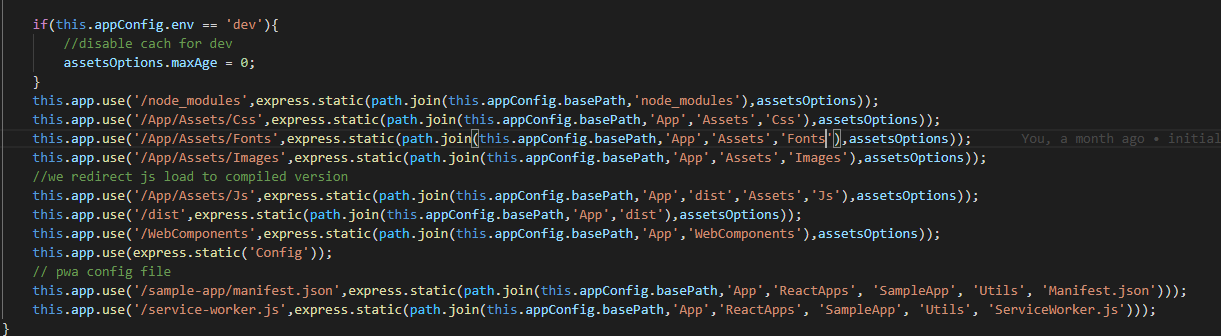 if(this.appConfig.env == 'dev'){
//disable cach for dev
assetsOptions.maxAge = 0;
}
this.app.use('/node_modules',express.static(path.join(this.appConfig.basePath,'node_modules'),assetsOptions));
this.app.use('/App/Assets/Css',express.static(path.join(this.appConfig.basePath,'App','Assets','Css'),assetsOptions));
this.app.use('/App/Assets/Fonts',express.static(path.join(this.appConfig.basePath,'App','Assets','Fonts'),assetsOptions)); You, a month ago • initial
this.app.use('/App/Assets/Images',express.static(path.join(this.appConfig.basePath,'App','Assets','Images'),assetsOptions));
//we redirect js load to compiled version
this.app.use('/App/Assets/Js',express.static(path.join(this.appConfig.basePath,'App','dist','Assets','Js'),assetsOptions));
this.app.use('/dist',express.static(path.join(this.appConfig.basePath,'App','dist'),assetsOptions));
this.app.use('/WebComponents',express.static(path.join(this.appConfig.basePath,'App','WebComponents'),assetsOptions));
this.app.use(express.static('Config'));
// pwa config file
this.app.use('/sample-app/manifest.json',express.static(path.join(this.appConfig.basePath,'App','ReactApps', 'SampleApp', 'Utils', 'Manifest.json')));
this.app.use('/service-worker.js',express.static(path.join(this.appConfig.basePath,'App','ReactApps', 'SampleApp', 'Utils', 'ServiceWorker.js')));
}